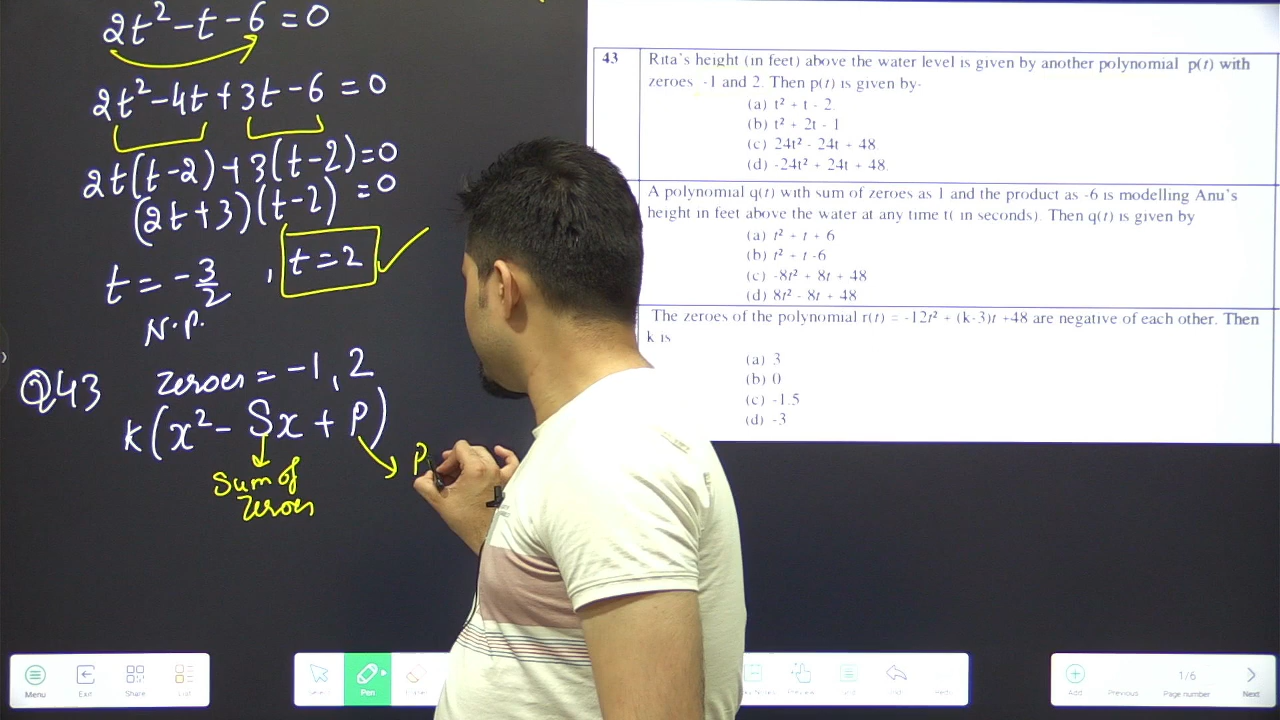 2t² - t - 6 = 0
2t² - 4t + 3t - 6 = 0
2t(t-2) + 3(t-2) = 0
(2t+3)(t-2) = 0
t = -3/2 , t = 2
N.P.
Q43 zeroes = -1, 2
k(x² - Sx + P)
Sum of
zeroes
P
43
Rita's height (in feet) above the water level is given by another polynomial p(t) with
zeroes -1 and 2. Then p(t) is given by-
(a) t² + t - 2.
(b) t² + 2t - 1
(c) 24t² - 24t + 48
(d) -24t² + 24t + 48.
A polynomial q(t) with sum of zeroes as 1 and the product as -6 is modelling Anu's
height in feet above the water at any time t( in seconds). Then q(t) is given by
(a) t² + t + 6
(b) t² + t -6
(c) -8t² + 8t + 48
(d) 8t² - 8t + 48
The zeroes of the polynomial r(t) = -12t² + (k-3)t +48 are negative of each other. Then
k is
(a) 3
(b) 0
(c) -1.5
(d) -3
Menu
Exit
Share
List
Pen
Add
Previous
1/6
Page number
Next